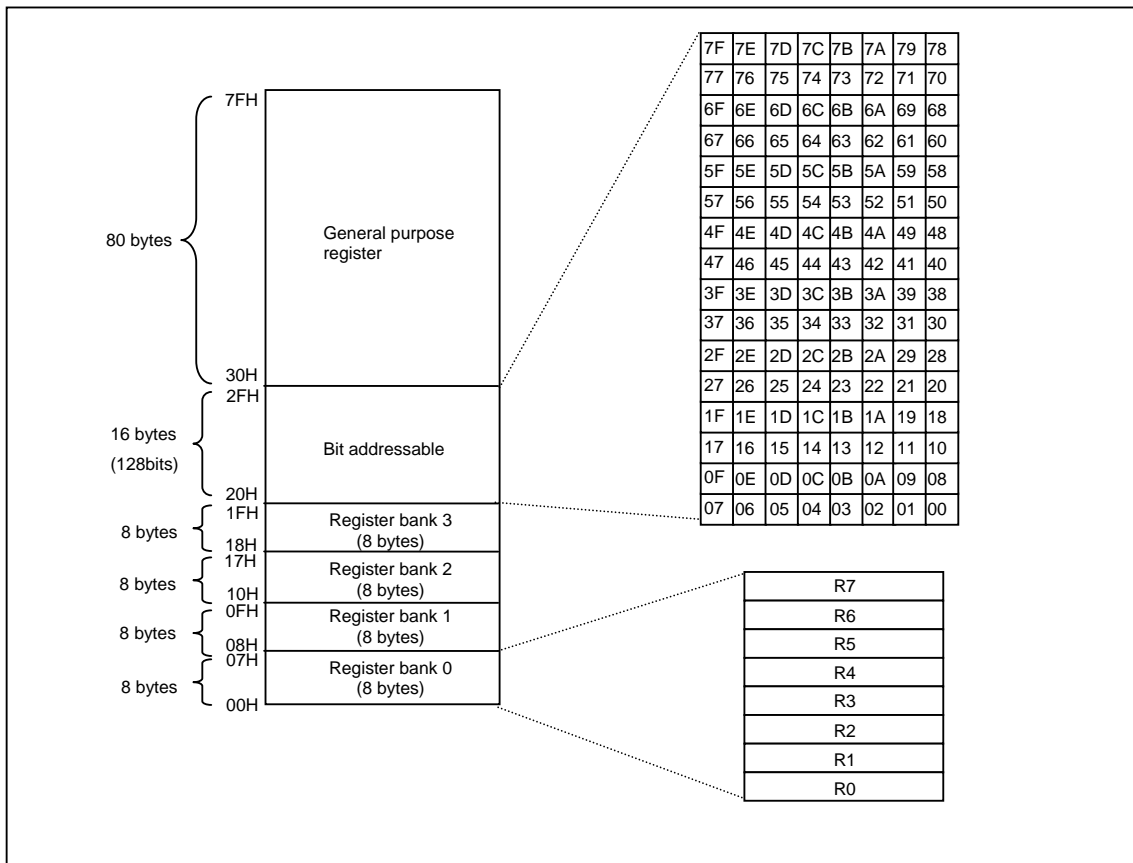 7FH
80 bytes
General purpose
register
30H
2FH
16 bytes
(128bits)
Bit addressable
20H
1FH
8 bytes
Register bank 3
(8 bytes)
18H
17H
8 bytes
Register bank 2
(8 bytes)
10H
0FH
8 bytes
Register bank 1
(8 bytes)
08H
07H
8 bytes
Register bank 0
(8 bytes)
00H
7F 7E 7D 7C 7B 7A 79 78
77 76 75 74 73 72 71 70
6F 6E 6D 6C 6B 6A 69 68
67 66 65 64 63 62 61 60
5F 5E 5D 5C 5B 5A 59 58
57 56 55 54 53 52 51 50
4F 4E 4D 4C 4B 4A 49 48
47 46 45 44 43 42 41 40
3F 3E 3D 3C 3B 3A 39 38
37 36 35 34 33 32 31 30
2F 2E 2D 2C 2B 2A 29 28
27 26 25 24 23 22 21 20
1F 1E 1D 1C 1B 1A 19 18
17 16 15 14 13 12 11 10
0F 0E 0D 0C 0B 0A 09 08
07 06 05 04 03 02 01 00
R7
R6
R5
R4
R3
R2
R1
R0